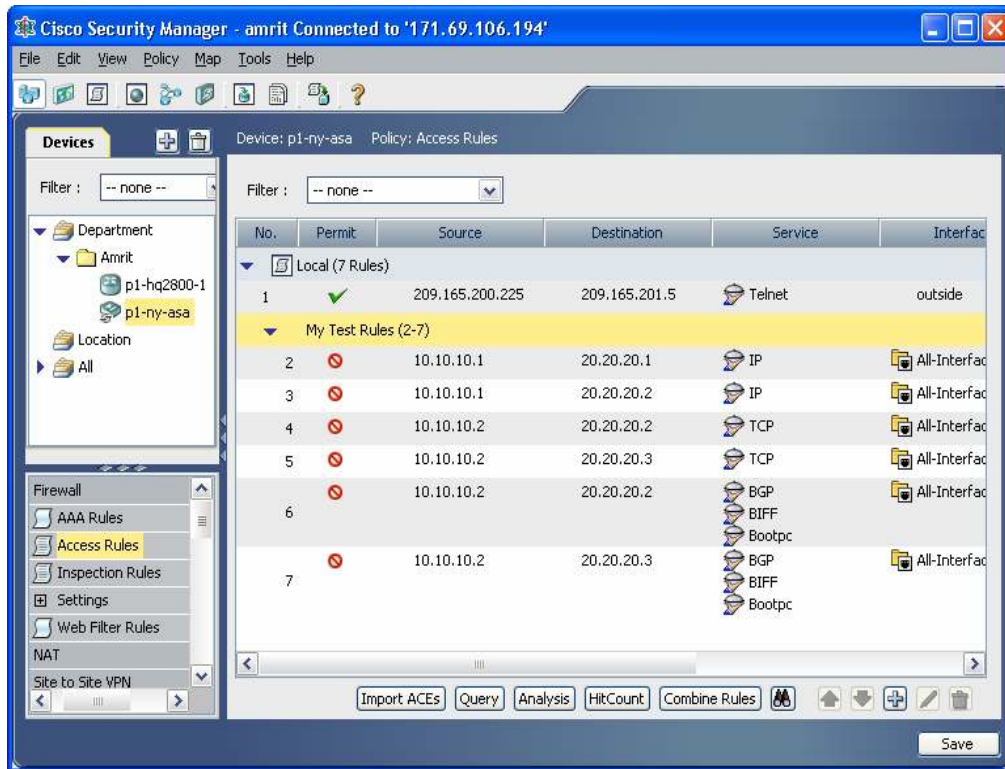 Cisco Security Manager - amrit Connected to '171.69.106.194'
File Edit View Policy Map Tools Help
Devices
Device: p1-ny-asa Policy: Access Rules
Filter : -- none --
Department
Amrit
p1-hq2800-1
p1-ny-asa
Location
All
Firewall
AAA Rules
Access Rules
Inspection Rules
Settings
Web Filter Rules
NAT
Site to Site VPN
Filter : -- none --
No. Permit Source Destination Service Interfac
Local (7 Rules)
1 209.165.200.225 209.165.201.5 Telnet outside
My Test Rules (2-7)
2 10.10.10.1 20.20.20.1 IP All-Interfac
3 10.10.10.1 20.20.20.2 IP All-Interfac
4 10.10.10.2 20.20.20.2 TCP All-Interfac
5 10.10.10.2 20.20.20.3 TCP All-Interfac
6 10.10.10.2 20.20.20.2 BGP All-Interfac
BIFF
Bootpc
7 10.10.10.2 20.20.20.3 BGP All-Interfac
BIFF
Bootpc
Import ACEs Query Analysis HitCount Combine Rules
Save